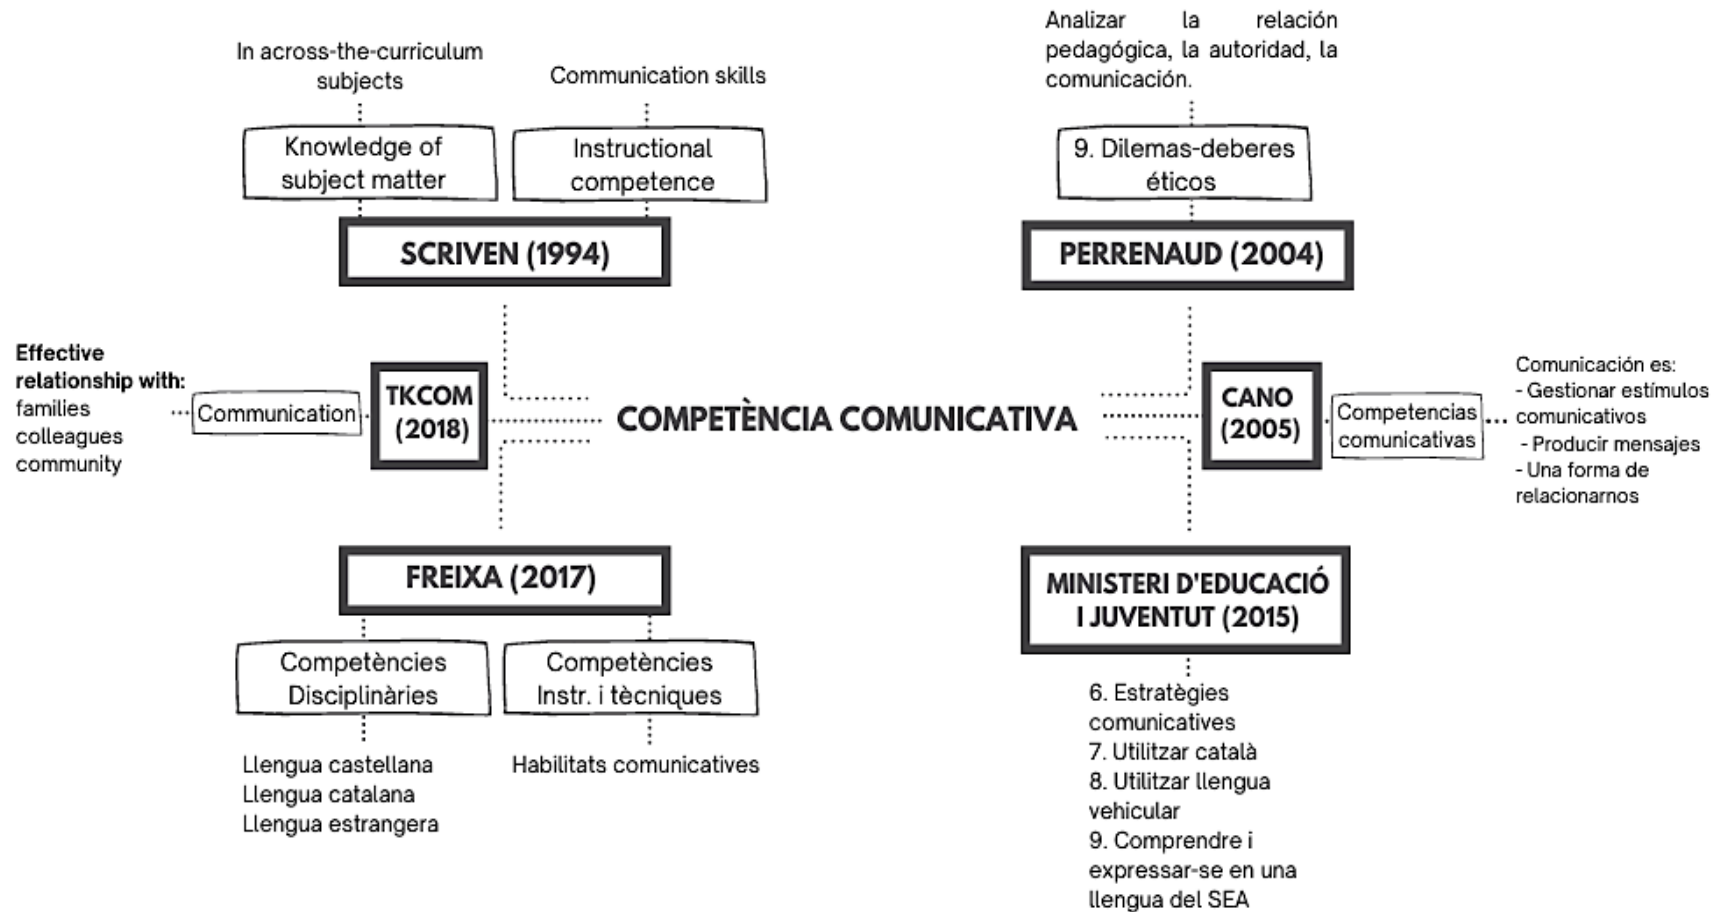 In across-the-curriculum
subjects
Communication skills
Knowledge of
subject matter
Instructional
competence
SCRIVEN (1994)
Analizar la relación
pedagógica, la autoridad, la
comunicación.
9. Dilemas-deberes
éticos
PERRENAUD (2004)
Effective
relationship with:
families
colleagues
community
Communication
TKCOM
(2018)
COMPETÈNCIA COMUNICATIVA
CANO
(2005)
Competencias
comunicativas
Comunicación es:
- Gestionar estímulos
comunicativos
- Producir mensajes
- Una forma de
relacionarnos
FREIXA (2017)
Competències
Disciplinàries
Competències
Instr. i tècniques
Llengua castellana
Llengua catalana
Llengua estrangera
Habilitats comunicatives
MINISTERI D'EDUCACIÓ
I JUVENTUT (2015)
6. Estratègies
comunicatives
7. Utilitzar català
8. Utilitzar llengua
vehicular
9. Comprendre i
expressar-se en una
llengua del SEA